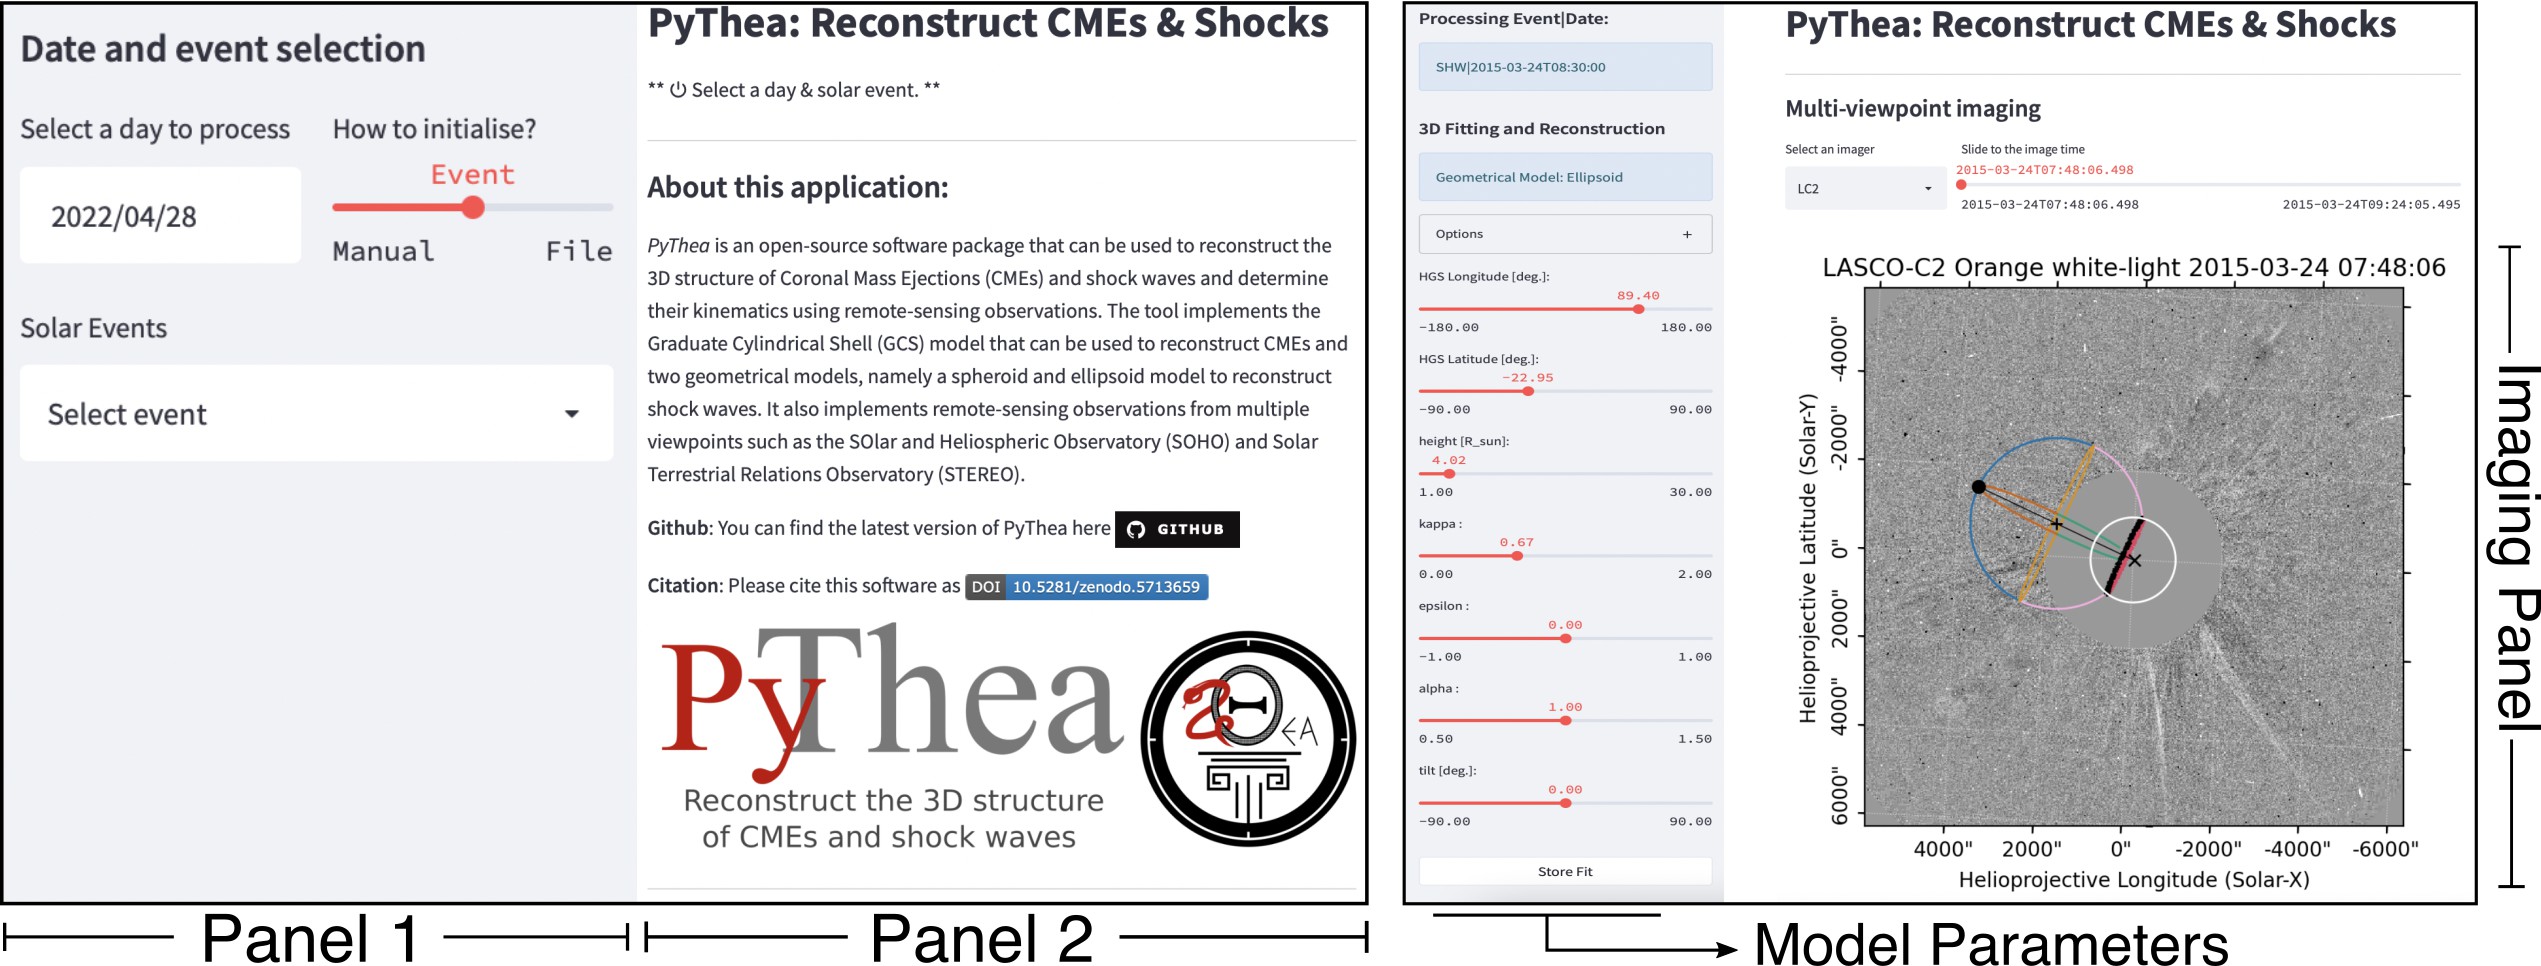 Date and event selection
Select a day to process
How to initialise?
Event
2022/04/28
Manual
File
Solar Events
Select event
PyThea: Reconstruct CMEs & Shocks
** ⏻ Select a day & solar event. **
About this application:
PyThea is an open-source software package that can be used to reconstruct the
3D structure of Coronal Mass Ejections (CMEs) and shock waves and determine
their kinematics using remote-sensing observations. The tool implements the
Graduate Cylindrical Shell (GCS) model that can be used to reconstruct CMEs and
two geometrical models, namely a spheroid and ellipsoid model to reconstruct
shock waves. It also implements remote-sensing observations from multiple
viewpoints such as the SOlar and Heliospheric Observatory (SOHO) and Solar
Terrestrial Relations Observatory (STEREO).
Github: You can find the latest version of PyThea here GITHUB
Citation: Please cite this software as DOI 10.5281/zenodo.5713659
PyThea
Reconstruct the 3D structure
of CMEs and shock waves
ΘEA
Panel 1
Panel 2
Processing Event|Date:
SHW|2015-03-24T08:30:00
3D Fitting and Reconstruction
Geometrical Model: Ellipsoid
Options +
HGS Longitude [deg.]:
89.40
-180.00 180.00
HGS Latitude [deg.]:
-22.95
-90.00 90.00
height [R_sun]:
4.02
1.00 30.00
kappa :
0.67
0.00 2.00
epsilon :
0.00
-1.00 1.00
alpha :
1.00
0.50 1.50
tilt [deg.]:
0.00
-90.00 90.00
Store Fit
PyThea: Reconstruct CMEs & Shocks
Multi-viewpoint imaging
Select an imager
LC2
Slide to the image time
2015-03-24T07:48:06.498
2015-03-24T07:48:06.498 2015-03-24T09:24:05.495
LASCO-C2 Orange white-light 2015-03-24 07:48:06
Helioprojective Latitude (Solar-Y)
-4000"
-2000"
0"
2000"
4000"
6000"
4000" 2000" 0" -2000" -4000" -6000"
Helioprojective Longitude (Solar-X)
Imaging Panel
Model Parameters